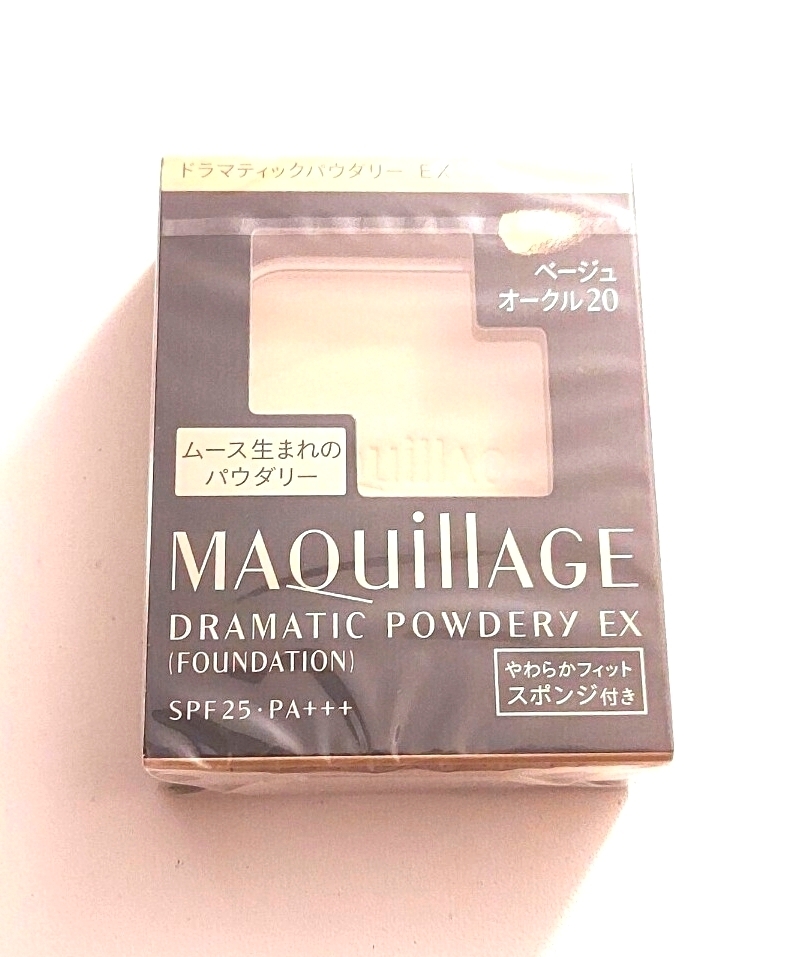 ドラマティックパウダリー EX
ベージュ
オークル20
ムース生まれの
パウダリー
MAQuillAGE
DRAMATIC POWDERY EX
(FOUNDATION)
SPF25・PA+++
やわらかフィット
スポンジ付き